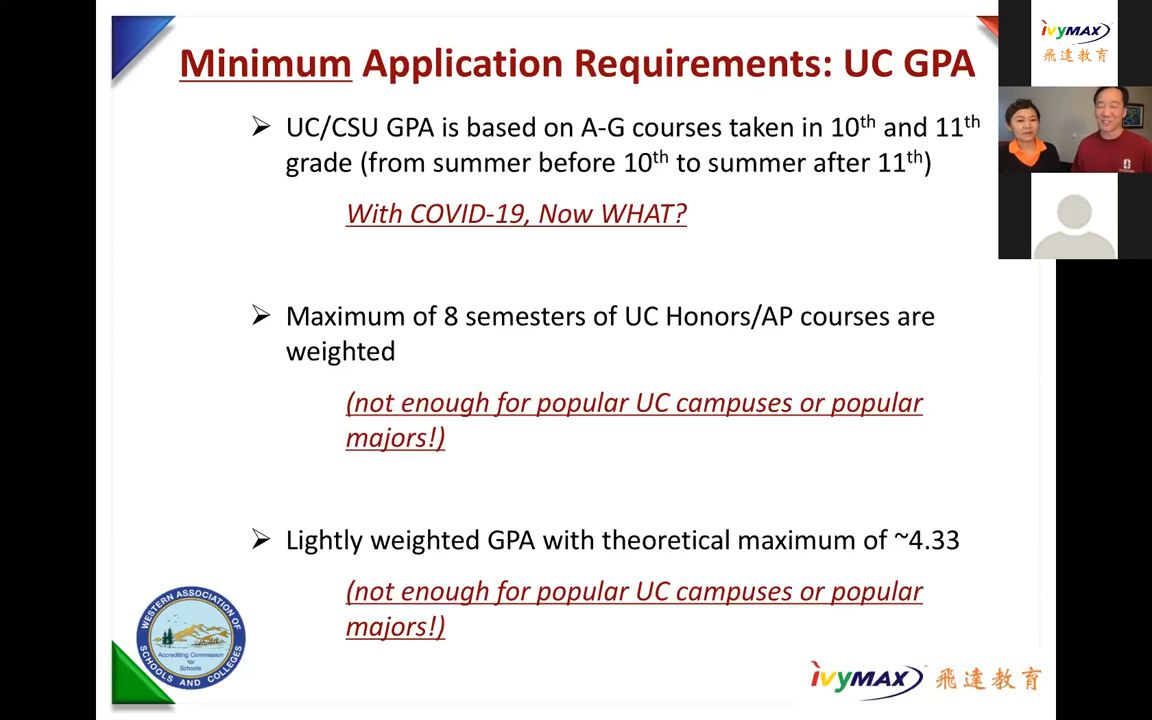 Minimum Application Requirements: UC GPA
➢ UC/CSU GPA is based on A-G courses taken in 10th and 11th
grade (from summer before 10th to summer after 11th)
With COVID-19, Now WHAT?
➢ Maximum of 8 semesters of UC Honors/AP courses are
weighted
(not enough for popular UC campuses or popular
majors!)
➢ Lightly weighted GPA with theoretical maximum of ~4.33
(not enough for popular UC campuses or popular
majors!)
WESTERN ASSOCIATION OF
SCHOOLS AND COLLEGES
Accrediting Commission
for
Schools
ivyMAX 飛達教育
ivyMAX
飛達教育